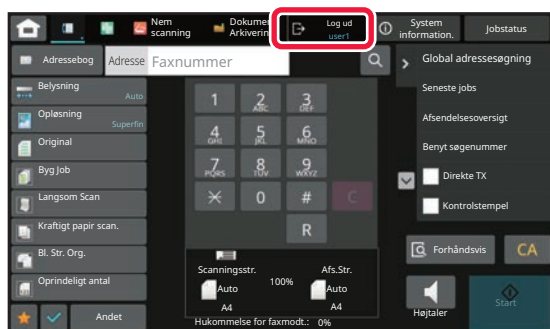 Nem
scanning
Dokumen
Arkivering
Log ud
user1
System
information.
Jobstatus
Adressebog
Adresse
Faxnummer
Global adressesøgning
Belysning
Auto
Opløsning
Superfin
Original
Byg Job
Langsom Scan
Kraftigt papir scan.
Bl. Str. Org.
Oprindeligt antal
Andet
1
2
ABC
3
DEF
4
GHI
5
JKL
6
MNO
7
PQRS
8
TUV
9
WXYZ
0
#
C
R
Seneste jobs
Afsendelsesoversigt
Benyt søgenummer
Direkte TX
Kontrolstempel
Scanningsstr.
Auto
A4
100%
Afs.Str.
Auto
A4
Hukommelse for faxmodt.: 0%
Forhåndsvis
CA
Højtaler
Start